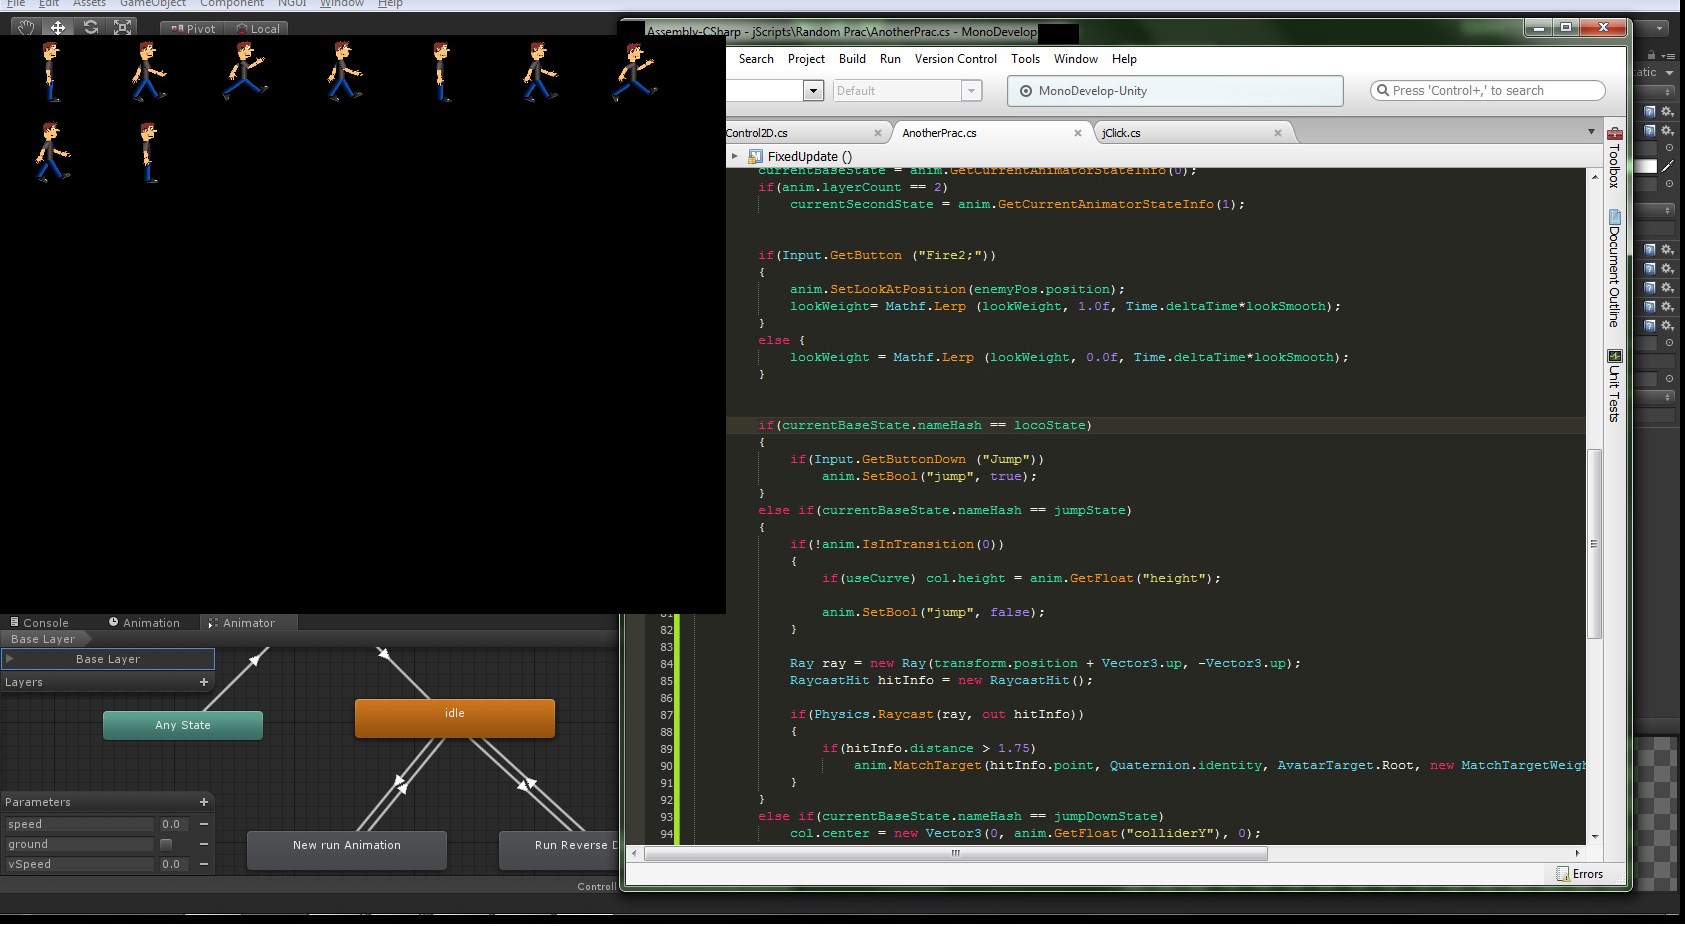 File Edit Assets GameObject Component NGUI Window Help
Pivot Local
Assembly-CSharp - jScripts\Random Prac\AnotherPrac.cs - MonoDevelop
Search Project Build Run Version Control Tools Window Help
Default
MonoDevelop-Unity
Press 'Control+,' to search
Control2D.cs
AnotherPrac.cs
jClick.cs
FixedUpdate ()
currentBaseState = anim.GetCurrentAnimatorStateInfo(0);
if(anim.layerCount == 2)
currentSecondState = anim.GetCurrentAnimatorStateInfo(1);
if(Input.GetButton ("Fire2;"))
{
anim.SetLookAtPosition(enemyPos.position);
lookWeight= Mathf.Lerp (lookWeight, 1.0f, Time.deltaTime*lookSmooth);
}
else {
lookWeight = Mathf.Lerp (lookWeight, 0.0f, Time.deltaTime*lookSmooth);
}
if(currentBaseState.nameHash == locoState)
{
if(Input.GetButtonDown ("Jump"))
anim.SetBool("jump", true);
}
else if(currentBaseState.nameHash == jumpState)
{
if(!anim.IsInTransition(0))
{
if(useCurve) col.height = anim.GetFloat("height");
81 anim.SetBool("jump", false);
82 }
83
84 Ray ray = new Ray(transform.position + Vector3.up, -Vector3.up);
85 RaycastHit hitInfo = new RaycastHit();
86
87 if(Physics.Raycast(ray, out hitInfo))
88 {
89 if(hitInfo.distance > 1.75)
90 anim.MatchTarget(hitInfo.point, Quaternion.identity, AvatarTarget.Root, new MatchTargetWeigh
91 }
92 }
93 else if(currentBaseState.nameHash == jumpDownState)
94 col.center = new Vector3(0, anim.GetFloat("colliderY"), 0);
Errors
Toolbox
Document Outline
Unit Tests
atic
Console Animation Animator
Base Layer
Base Layer
Layers +
Any State
idle
New run Animation
Run Reverse D
Parameters +
speed 0.0
ground
vSpeed 0.0
Controll